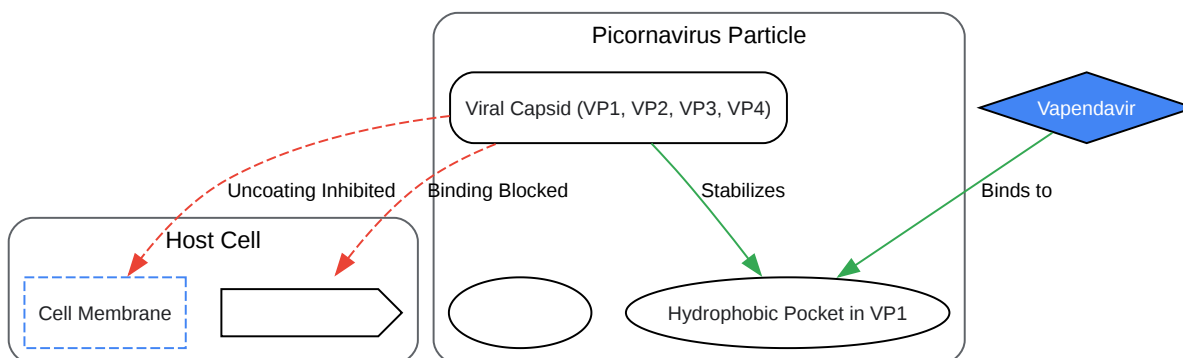 Picornavirus Particle
Viral Capsid (VP1, VP2, VP3, VP4)
Vapendavir
Uncoating Inhibited
Binding Blocked
Stabilizes
Binds to
Host Cell
Cell Membrane
Hydrophobic Pocket in VP1